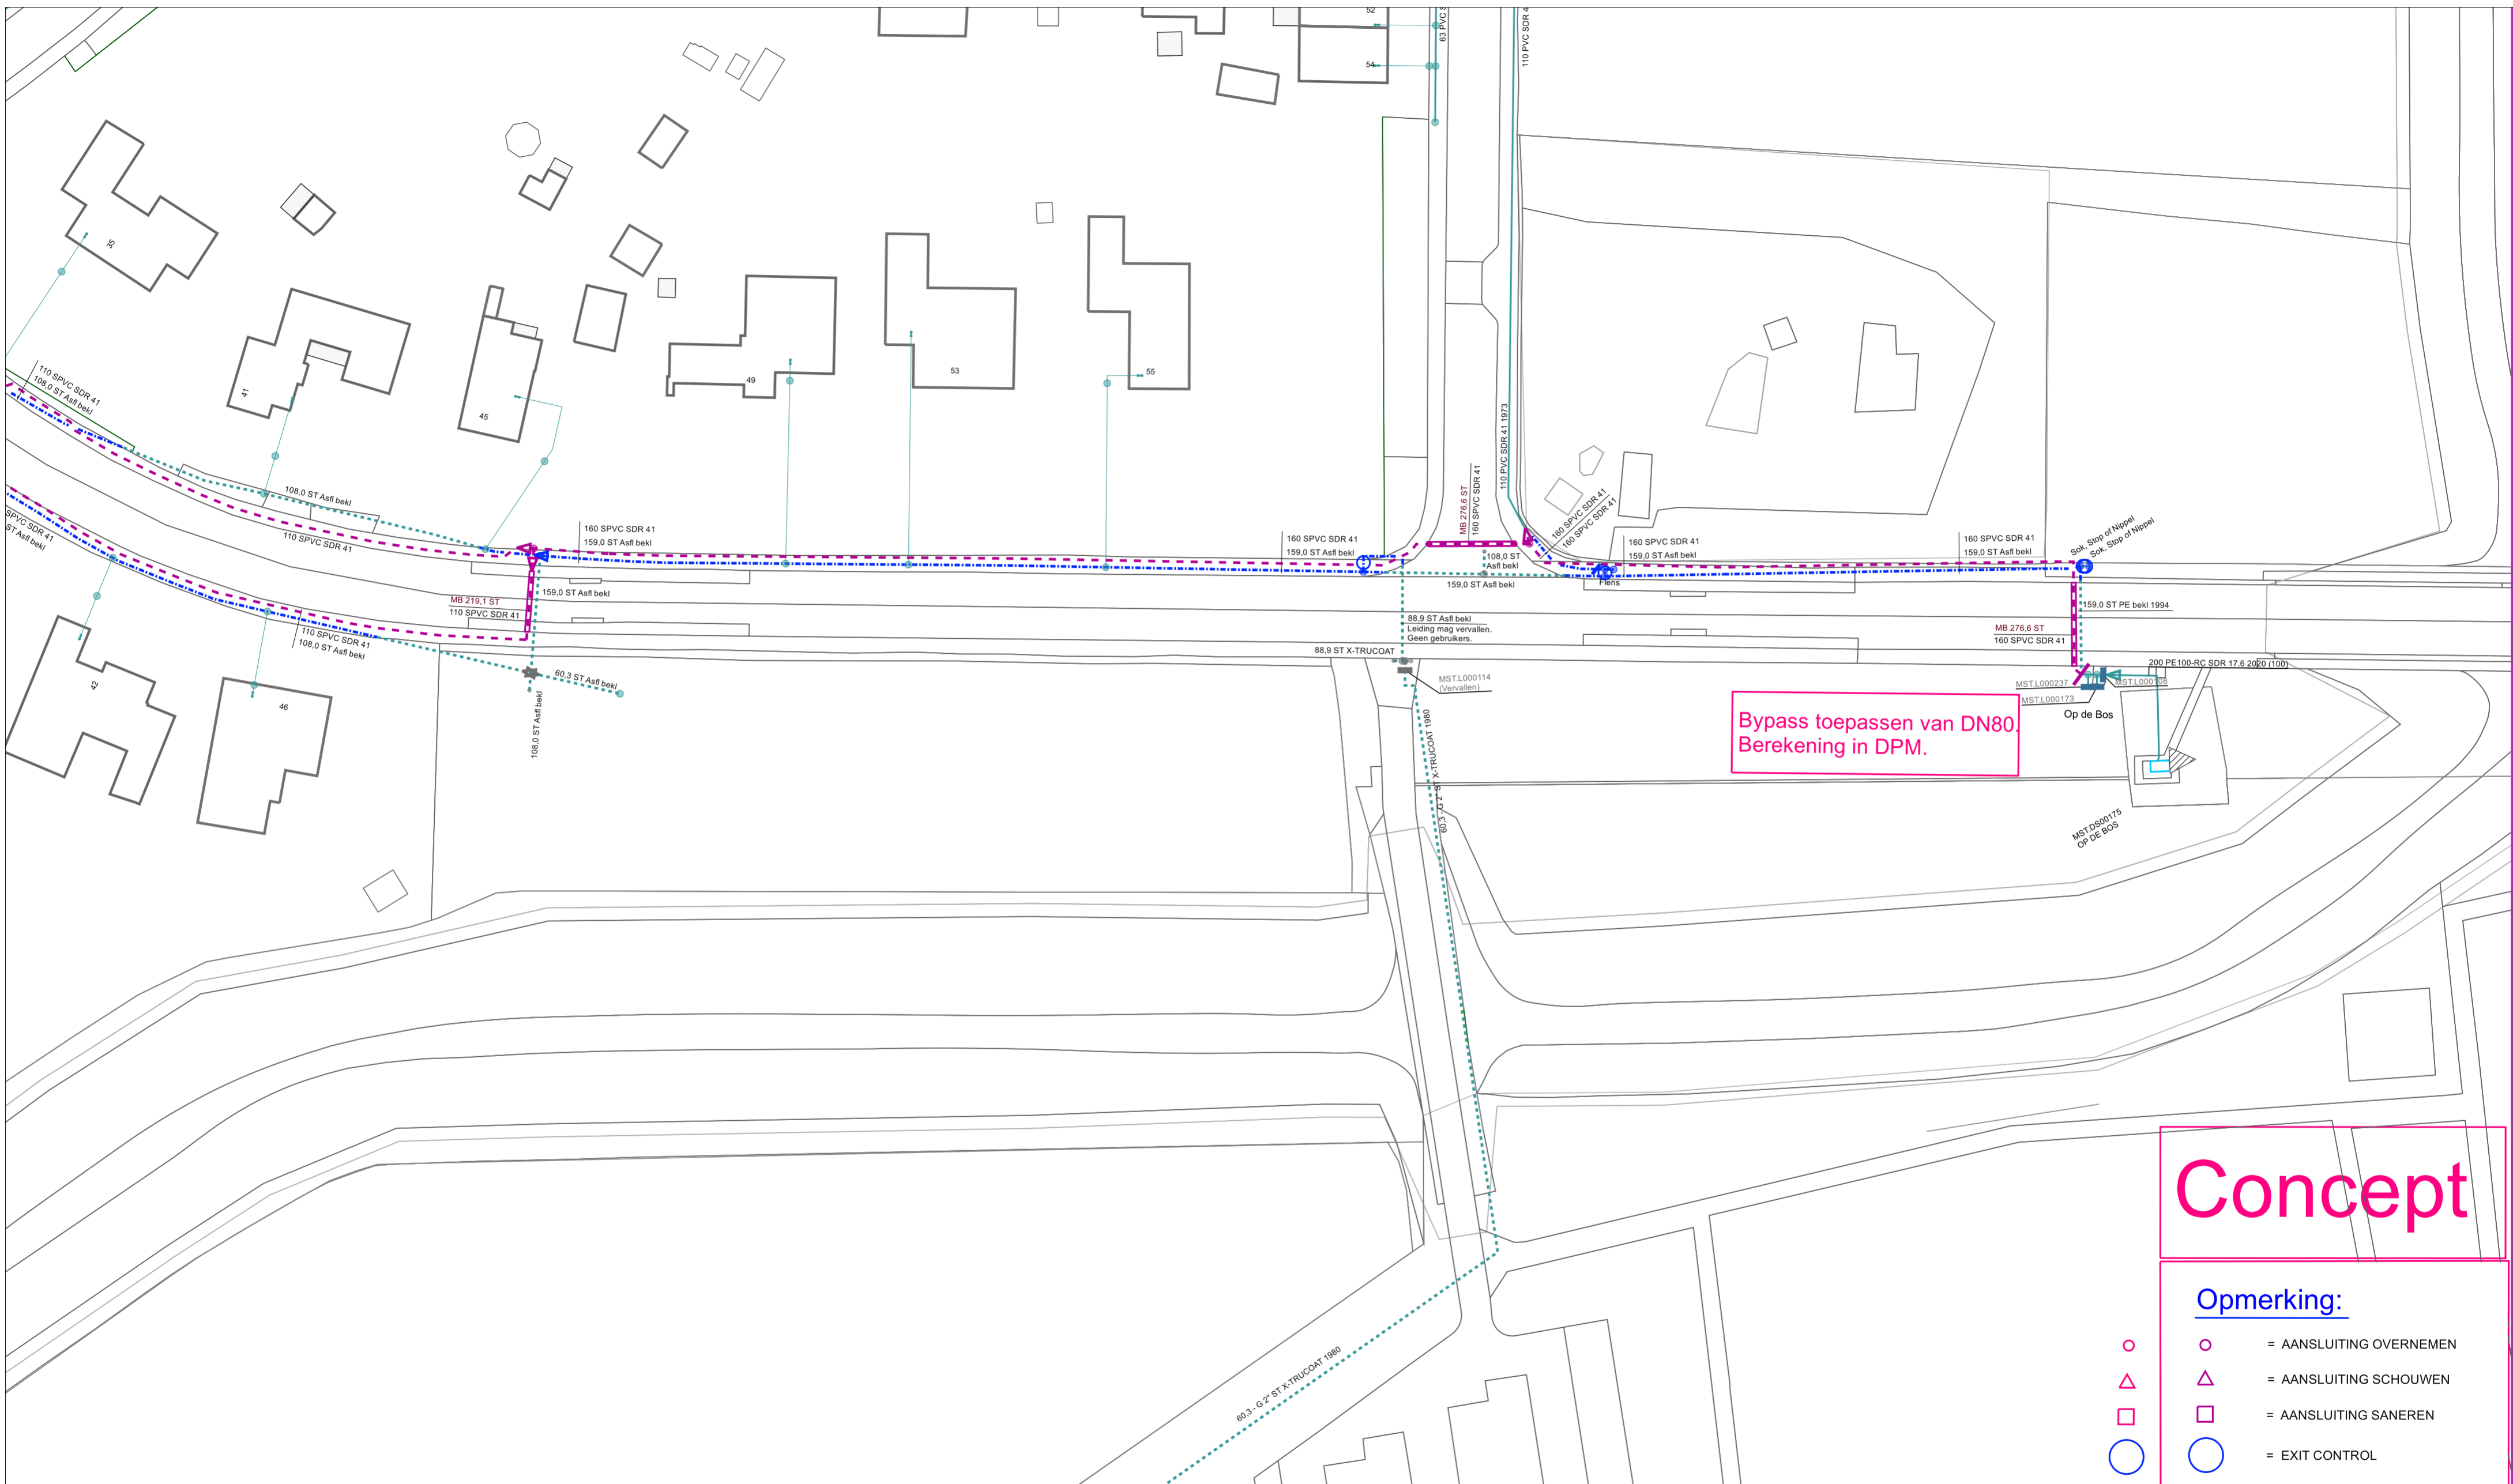 52
54
63 PVC S
110 PVC SDR 4
35
41
45
49
53
55
42
46
110 SPVC SDR 41
108,0 ST Asfl bekl
108,0 ST Asfl bekl
110 SPVC SDR 41
SPVC SDR 41
ST Asfl bekl
160 SPVC SDR 41
159,0 ST Asfl bekl
159,0 ST Asfl bekl
MB 219,1 ST
110 SPVC SDR 41
110 SPVC SDR 41
108,0 ST Asfl bekl
60,3 ST Asfl bekl
108,0 ST Asfl bekl
160 SPVC SDR 41
159,0 ST Asfl bekl
MB 276,6 ST
160 SPVC SDR 41
110 PVC SDR 41 1973
108,0 ST
Asfl bekl
159,0 ST Asfl bekl
160 SPVC SDR 41
160 SPVC SDR 41
160 SPVC SDR 41
159,0 ST Asfl bekl
Flens
160 SPVC SDR 41
159,0 ST Asfl bekl
Sok. Stop of Nippel
Sok. Stop of Nippel
159,0 ST PE bekl 1994
MB 276,6 ST
160 SPVC SDR 41
88,9 ST Asfl bekl
Leiding mag vervallen.
Geen gebruikers.
88,9 ST X-TRUCOAT
MST.L000114
(Vervallen)
200 PE100-RC SDR 17.6 2020 (100)
MST.L000237
MST.L000108
MST.L000173
Op de Bos
Bypass toepassen van DN80.
Berekening in DPM.
60,3 - G 2" ST X-TRUCOAT 1980
MST.DS00175
OP DE BOS
60,3 - G 2" ST X-TRUCOAT 1980
Concept
Opmerking:
= AANSLUITING OVERNEMEN
= AANSLUITING SCHOUWEN
= AANSLUITING SANEREN
= EXIT CONTROL